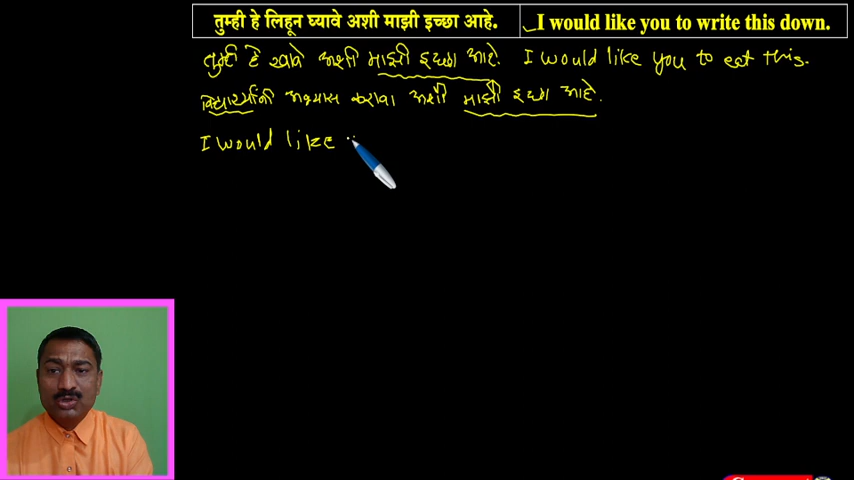 तुम्ही हे लिहून घ्यावे अशी माझी इच्छा आहे. I would like you to write this down.
तुम्ही हे खावे अशी माझी इच्छा आहे. I would like you to eat this.
विद्यार्थ्यांनी अभ्यास करावा अशी माझी इच्छा आहे.
I would like